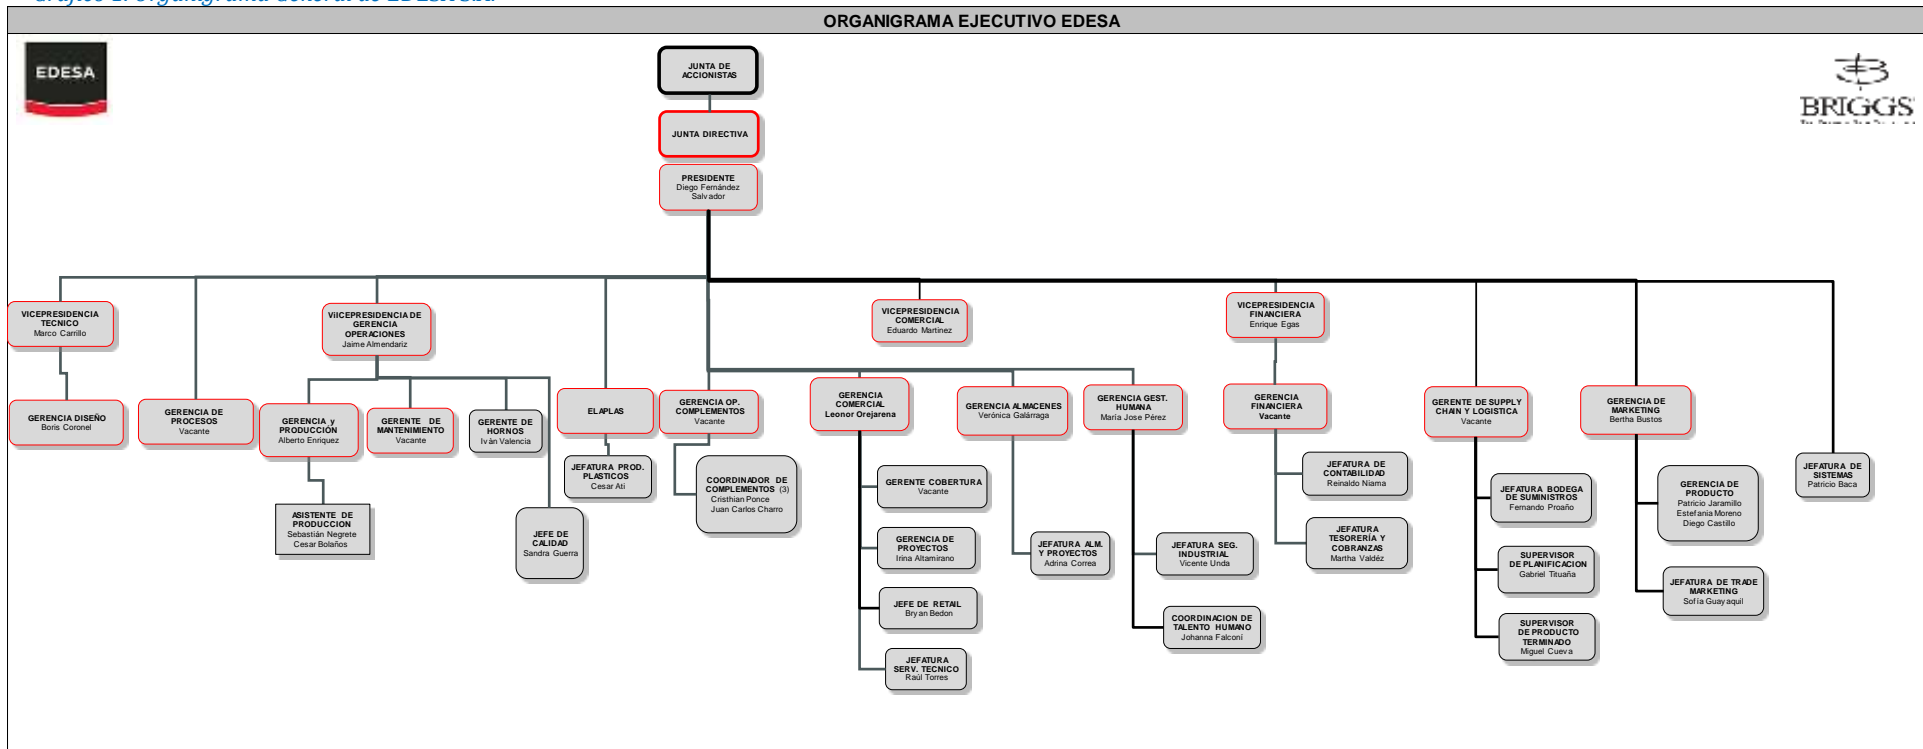 ORGANIGRAMA EJECUTIVO EDESA
EDESA
BRIGGS
JUNTA DE
ACCIONISTAS
JUNTA DIRECTIVA
PRESIDENTE
Diego Fernández
Salvador
VICEPRESIDENCIA
TECNICO
Marco Carrillo
ViiCEPRESIDENCIA DE
GERENCIA
OPERACIONES
Jaime Almendariz
VICEPRESIDENCIA
COMERCIAL
Eduardo Martinez
VICEPRESIDENCIA
FINANCIERA
Enrique Egas
GERENCIA DISEÑO
Boris Coronel
GERENCIA DE
PROCESOS
Vacante
GERENCIA y
PRODUCCIÓN
Alberto Enriquez
GERENTE DE
MANTENIMIENTO
Vacante
GERENTE DE
HORNOS
Iván Valencia
ELAPLAS
GERENCIA OP.
COMPLEMENTOS
Vacante
GERENCIA
COMERCIAL
Leonor Orejarena
GERENCIA ALMACENES
Verónica Galárraga
GERENCIA GEST.
HUMANA
María Jose Pérez
GERENCIA
FINANCIERA
Vacante
GERENTE DE SUPPLY
CHAIN Y LOGISTICA
Vacante
GERENCIA DE
MARKETING
Bertha Bustos
JEFATURA DE
SISTEMAS
Patricio Baca
ASISTENTE DE
PRODUCCION
Sebastián Negrete
Cesar Bolaños
JEFE DE
CALIDAD
Sandra Guerra
JEFATURA PROD.
PLASTICOS
Cesar Ati
COORDINADOR DE
COMPLEMENTOS (3)
Cristhian Ponce
Juan Carlos Charro
GERENTE COBERTURA
Vacante
GERENCIA DE
PROYECTOS
Irina Altamirano
JEFE DE RETAIL
Bryan Bedon
JEFATURA
SERV. TECNICO
Raúl Torres
JEFATURA ALM.
Y PROYECTOS
Adrina Correa
JEFATURA SEG.
INDUSTRIAL
Vicente Unda
COORDINACION DE
TALENTO HUMANO
Johanna Falconí
JEFATURA DE
CONTABILIDAD
Reinaldo Niama
JEFATURA
TESORERÍA Y
COBRANZAS
Martha Valdéz
JEFATURA BODEGA
DE SUMINISTROS
Fernando Proaño
SUPERVISOR
DE PLANIFICACION
Gabriel Tituaña
SUPERVISOR
DE PRODUCTO
TERMINADO
Miguel Cueva
GERENCIA DE
PRODUCTO
Patricio Jaramillo
Estefania Moreno
Diego Castillo
JEFATURA DE TRADE
MARKETING
Sofía Guayaquil